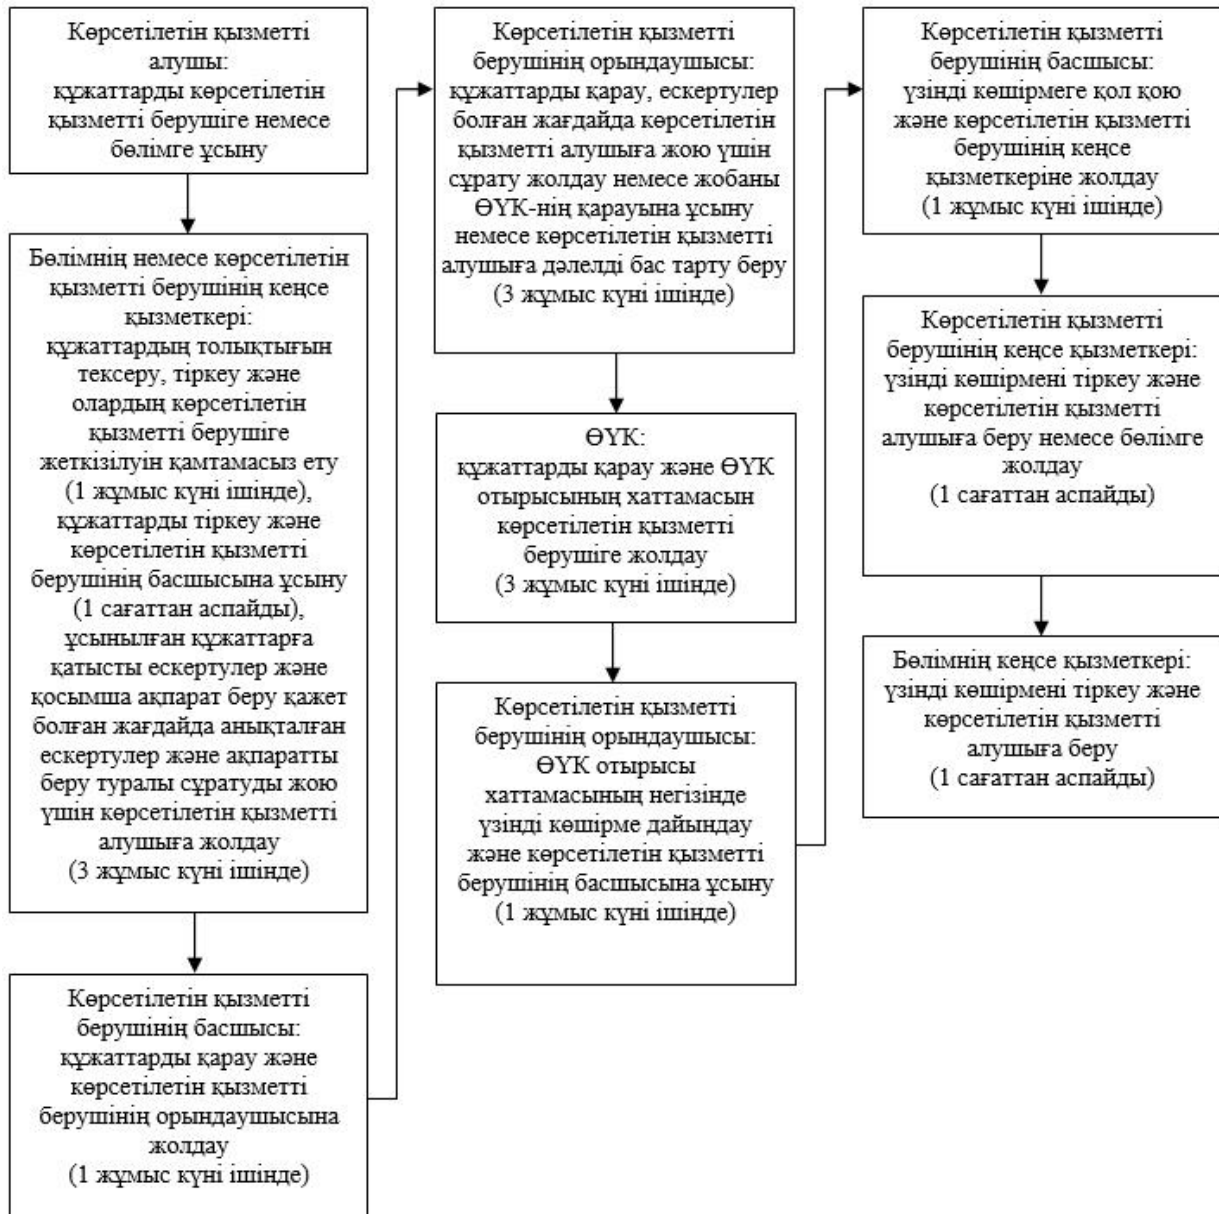 Көрсетілетін қызметті
алушы:
құжаттарды көрсетілетін
қызметті берушіге немесе
бөлімге ұсыну
Бөлімнің немесе көрсетілетін
қызметті берушінің кеңсе
қызметкері:
құжаттардың толықтығын
тексеру, тіркеу және
олардың көрсетілетін
қызметті берушіге
жеткізілуін қамтамасыз ету
(1 жұмыс күні ішінде),
құжаттарды тіркеу және
көрсетілетін қызметті
берушінің басшысына ұсыну
(1 сағаттан аспайды),
ұсынылған құжаттарға
қатысты ескертулер және
қосымша ақпарат беру қажет
болған жағдайда анықталған
ескертулер және ақпаратты
беру туралы сұратуды жою
үшін көрсетілетін қызметті
алушыға жолдау
(3 жұмыс күні ішінде)
Көрсетілетін қызметті
берушінің басшысы:
құжаттарды қарау және
көрсетілетін қызметті
берушінің орындаушысына
жолдау
(1 жұмыс күні ішінде)
Көрсетілетін қызметті
берушінің орындаушысы:
құжаттарды қарау, ескертулер
болған жағдайда көрсетілетін
қызметті алушыға жою үшін
сұрату жолдау немесе жобаны
ӨҮК-нің қарауына ұсыну
немесе көрсетілетін қызметті
алушыға дәлелді бас тарту беру
(3 жұмыс күні ішінде)
ӨҮК:
құжаттарды қарау және ӨҮК
отырысының хаттамасын
көрсетілетін қызметті
берушіге жолдау
(3 жұмыс күні ішінде)
Көрсетілетін қызметті
берушінің орындаушысы:
ӨҮК отырысы
хаттамасының негізінде
үзінді көшірме дайындау
және көрсетілетін қызметті
берушінің басшысына ұсыну
(1 жұмыс күні ішінде)
Көрсетілетін қызметті
берушінің басшысы:
үзінді көшірмеге қол қою
және көрсетілетін қызметті
берушінің кеңсе
қызметкеріне жолдау
(1 жұмыс күні ішінде)
Көрсетілетін қызметті
берушінің кеңсе қызметкері:
үзінді көшірмені тіркеу және
көрсетілетін қызметті
алушыға беру немесе бөлімге
жолдау
(1 сағаттан аспайды)
Бөлімнің кеңсе қызметкері:
үзінді көшірмені тіркеу және
көрсетілетін қызметті
алушыға беру
(1 сағаттан аспайды)